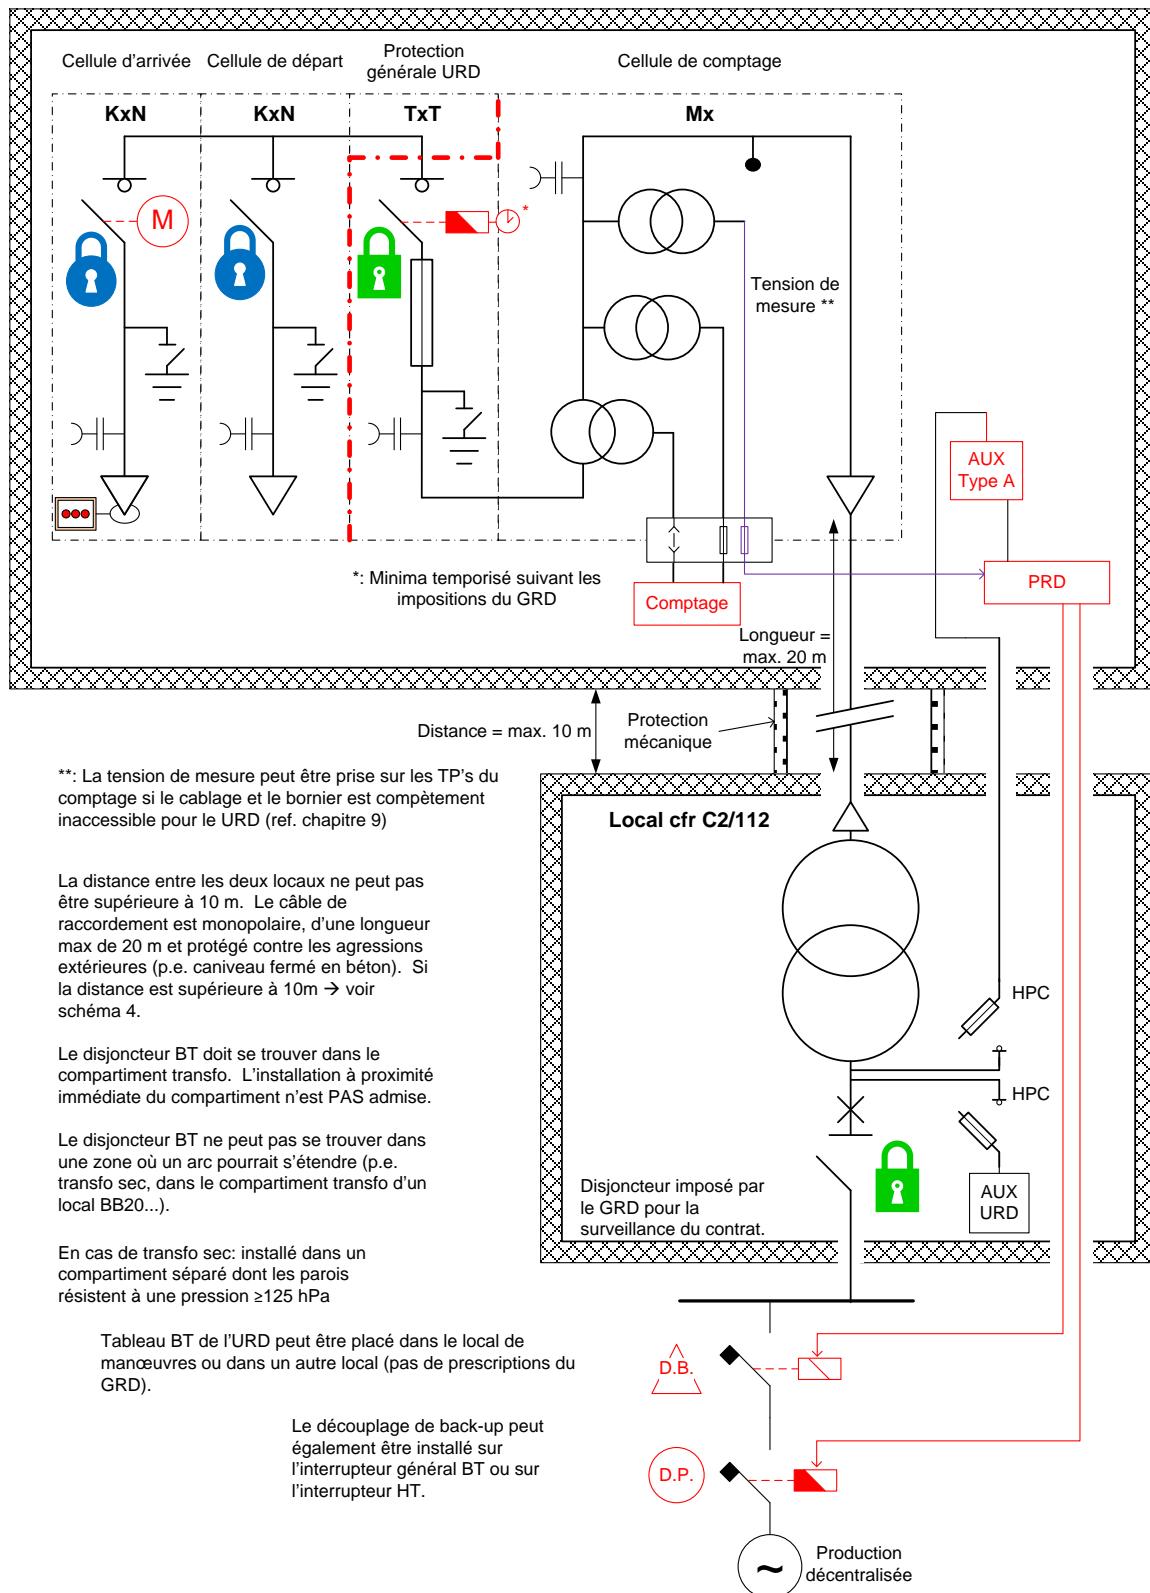 Cellule d'arrivée
Cellule de départ
Protection
générale URD
Cellule de comptage
KxN
KxN
TxT
Mx
M
*
Tension de
mesure **
AUX
Type A
PRD
*: Minima temporisé suivant les
impositions du GRD
Comptage
Longueur =
max. 20 m
Distance = max. 10 m
Protection
mécanique
**: La tension de mesure peut être prise sur les TP's du
comptage si le cablage et le bornier est compètement
inaccessible pour le URD (ref. chapitre 9)
Local cfr C2/112
La distance entre les deux locaux ne peut pas
être supérieure à 10 m. Le câble de
raccordement est monopolaire, d'une longueur
max de 20 m et protégé contre les agressions
extérieures (p.e. caniveau fermé en béton). Si
la distance est supérieure à 10m → voir
schéma 4.
HPC
Le disjoncteur BT doit se trouver dans le
compartiment transfo. L'installation à proximité
immédiate du compartiment n'est PAS admise.
HPC
Le disjoncteur BT ne peut pas se trouver dans
une zone où un arc pourrait s'étendre (p.e.
transfo sec, dans le compartiment transfo d'un
local BB20...).
Disjoncteur imposé par
le GRD pour la
surveillance du contrat.
AUX
URD
En cas de transfo sec: installé dans un
compartiment séparé dont les parois
résistent à une pression ≥125 hPa
Tableau BT de l'URD peut être placé dans le local de
manœuvres ou dans un autre local (pas de prescriptions du
GRD).
D.B.
Le découplage de back-up peut
également être installé sur
l'interrupteur général BT ou sur
l'interrupteur HT.
D.P.
~
Production
décentralisée